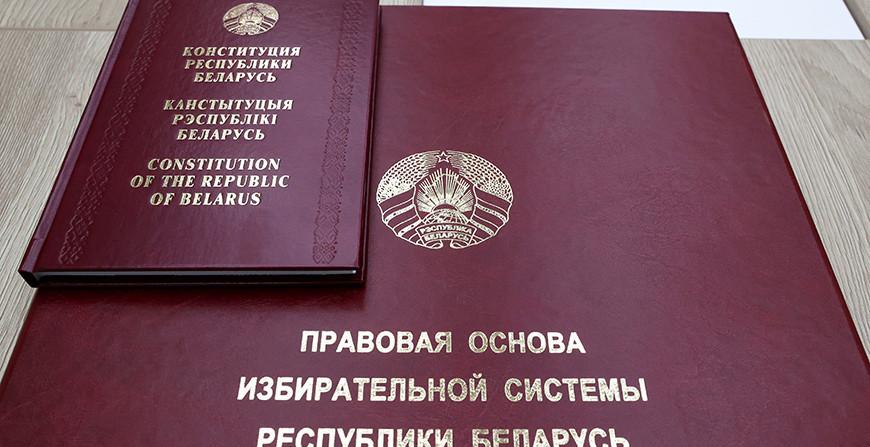 КОНСТИТУЦИЯ
РЕСПУБЛИКИ
БЕЛАРУСЬ
КАНСТЫТУЦЫЯ
РЭСПУБЛІКІ
БЕЛАРУСЬ
CONSTITUTION
OF THE REPUBLIC
OF BELARUS
РЭСПУБЛІКА
БЕЛАРУСЬ
ПРАВОВАЯ ОСНОВА
ИЗБИРАТЕЛЬНОЙ СИСТЕМЫ
РЕСПУБЛИКИ БЕЛАРУСЬ